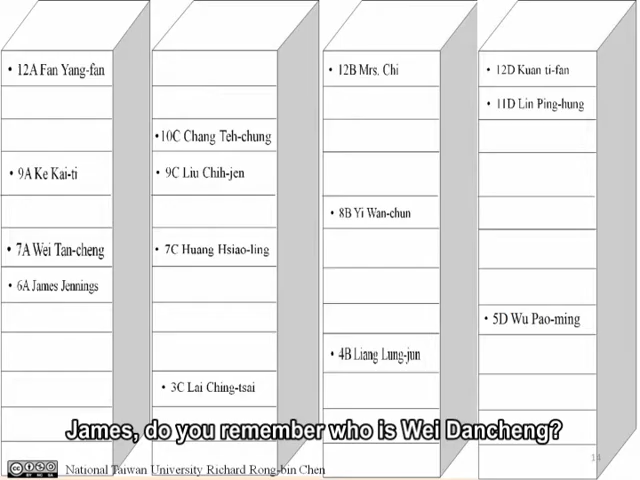 • 12A Fan Yang-fan
• 9A Ke Kai-ti
• 7A Wei Tan-cheng
• 6A James Jennings
•10C Chang Teh-chung
• 9C Liu Chih-jen
• 7C Huang Hsiao-ling
• 3C Lai Ching-tsai
• 12B Mrs. Chi
• 8B Yi Wan-chun
• 4B Liang Lung-jun
• 12D Kuan ti-fan
• 11D Lin Ping-hung
• 5D Wu Pao-ming
James, do you remember who is Wei Dancheng?
14
National Taiwan University Richard Rong-bin Chen